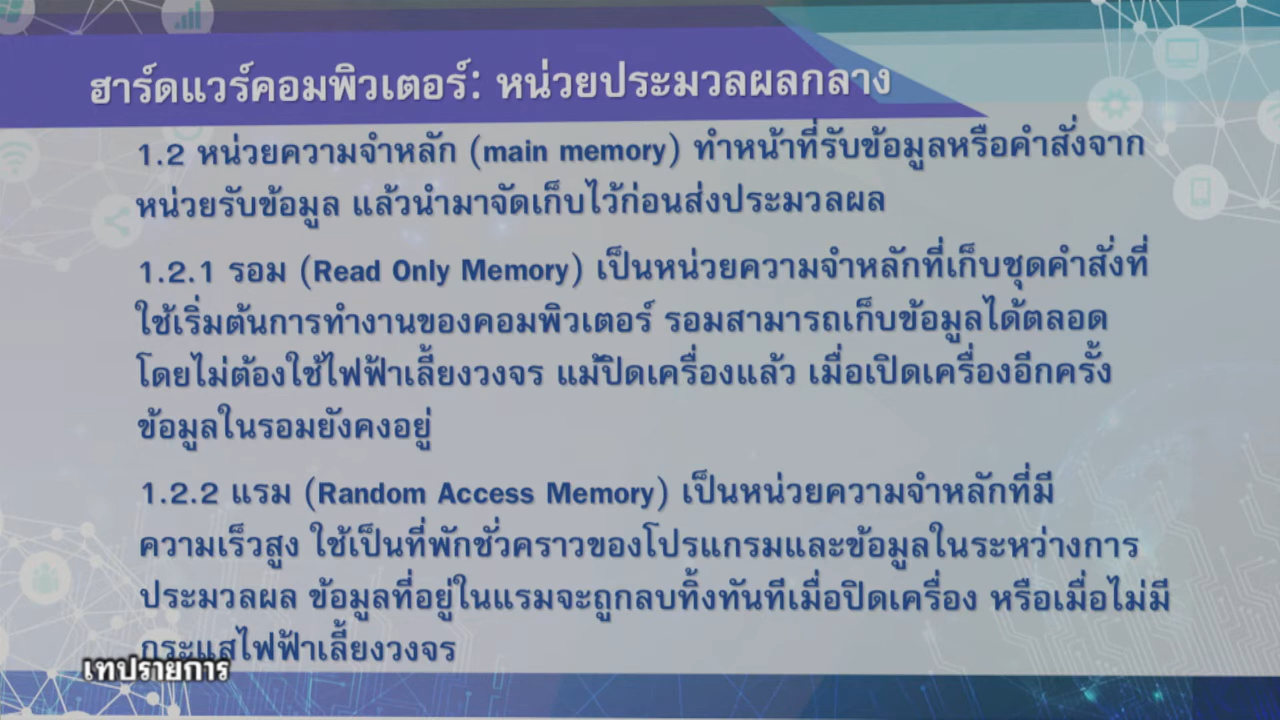 ฮาร์ดแวร์คอมพิวเตอร์: หน่วยประมวลผลกลาง
1.2 หน่วยความจำหลัก (main memory) ทำหน้าที่รับข้อมูลหรือคำสั่งจาก
หน่วยรับข้อมูล แล้วนำมาจัดเก็บไว้ก่อนส่งประมวลผล
1.2.1 รอม (Read Only Memory) เป็นหน่วยความจำหลักที่เก็บชุดคำสั่งที่
ใช้เริ่มต้นการทำงานของคอมพิวเตอร์ รอมสามารถเก็บข้อมูลได้ตลอด
โดยไม่ต้องใช้ไฟฟ้าเลี้ยงวงจร แม้ปิดเครื่องแล้ว เมื่อเปิดเครื่องอีกครั้ง
ข้อมูลในรอมยังคงอยู่
1.2.2 แรม (Random Access Memory) เป็นหน่วยความจำหลักที่มี
ความเร็วสูง ใช้เป็นที่พักชั่วคราวของโปรแกรมและข้อมูลในระหว่างการ
ประมวลผล ข้อมูลที่อยู่ในแรมจะถูกลบทิ้งทันทีเมื่อปิดเครื่อง หรือเมื่อไม่มี
กระแสไฟฟ้าเลี้ยงวงจร
เทปรายการ